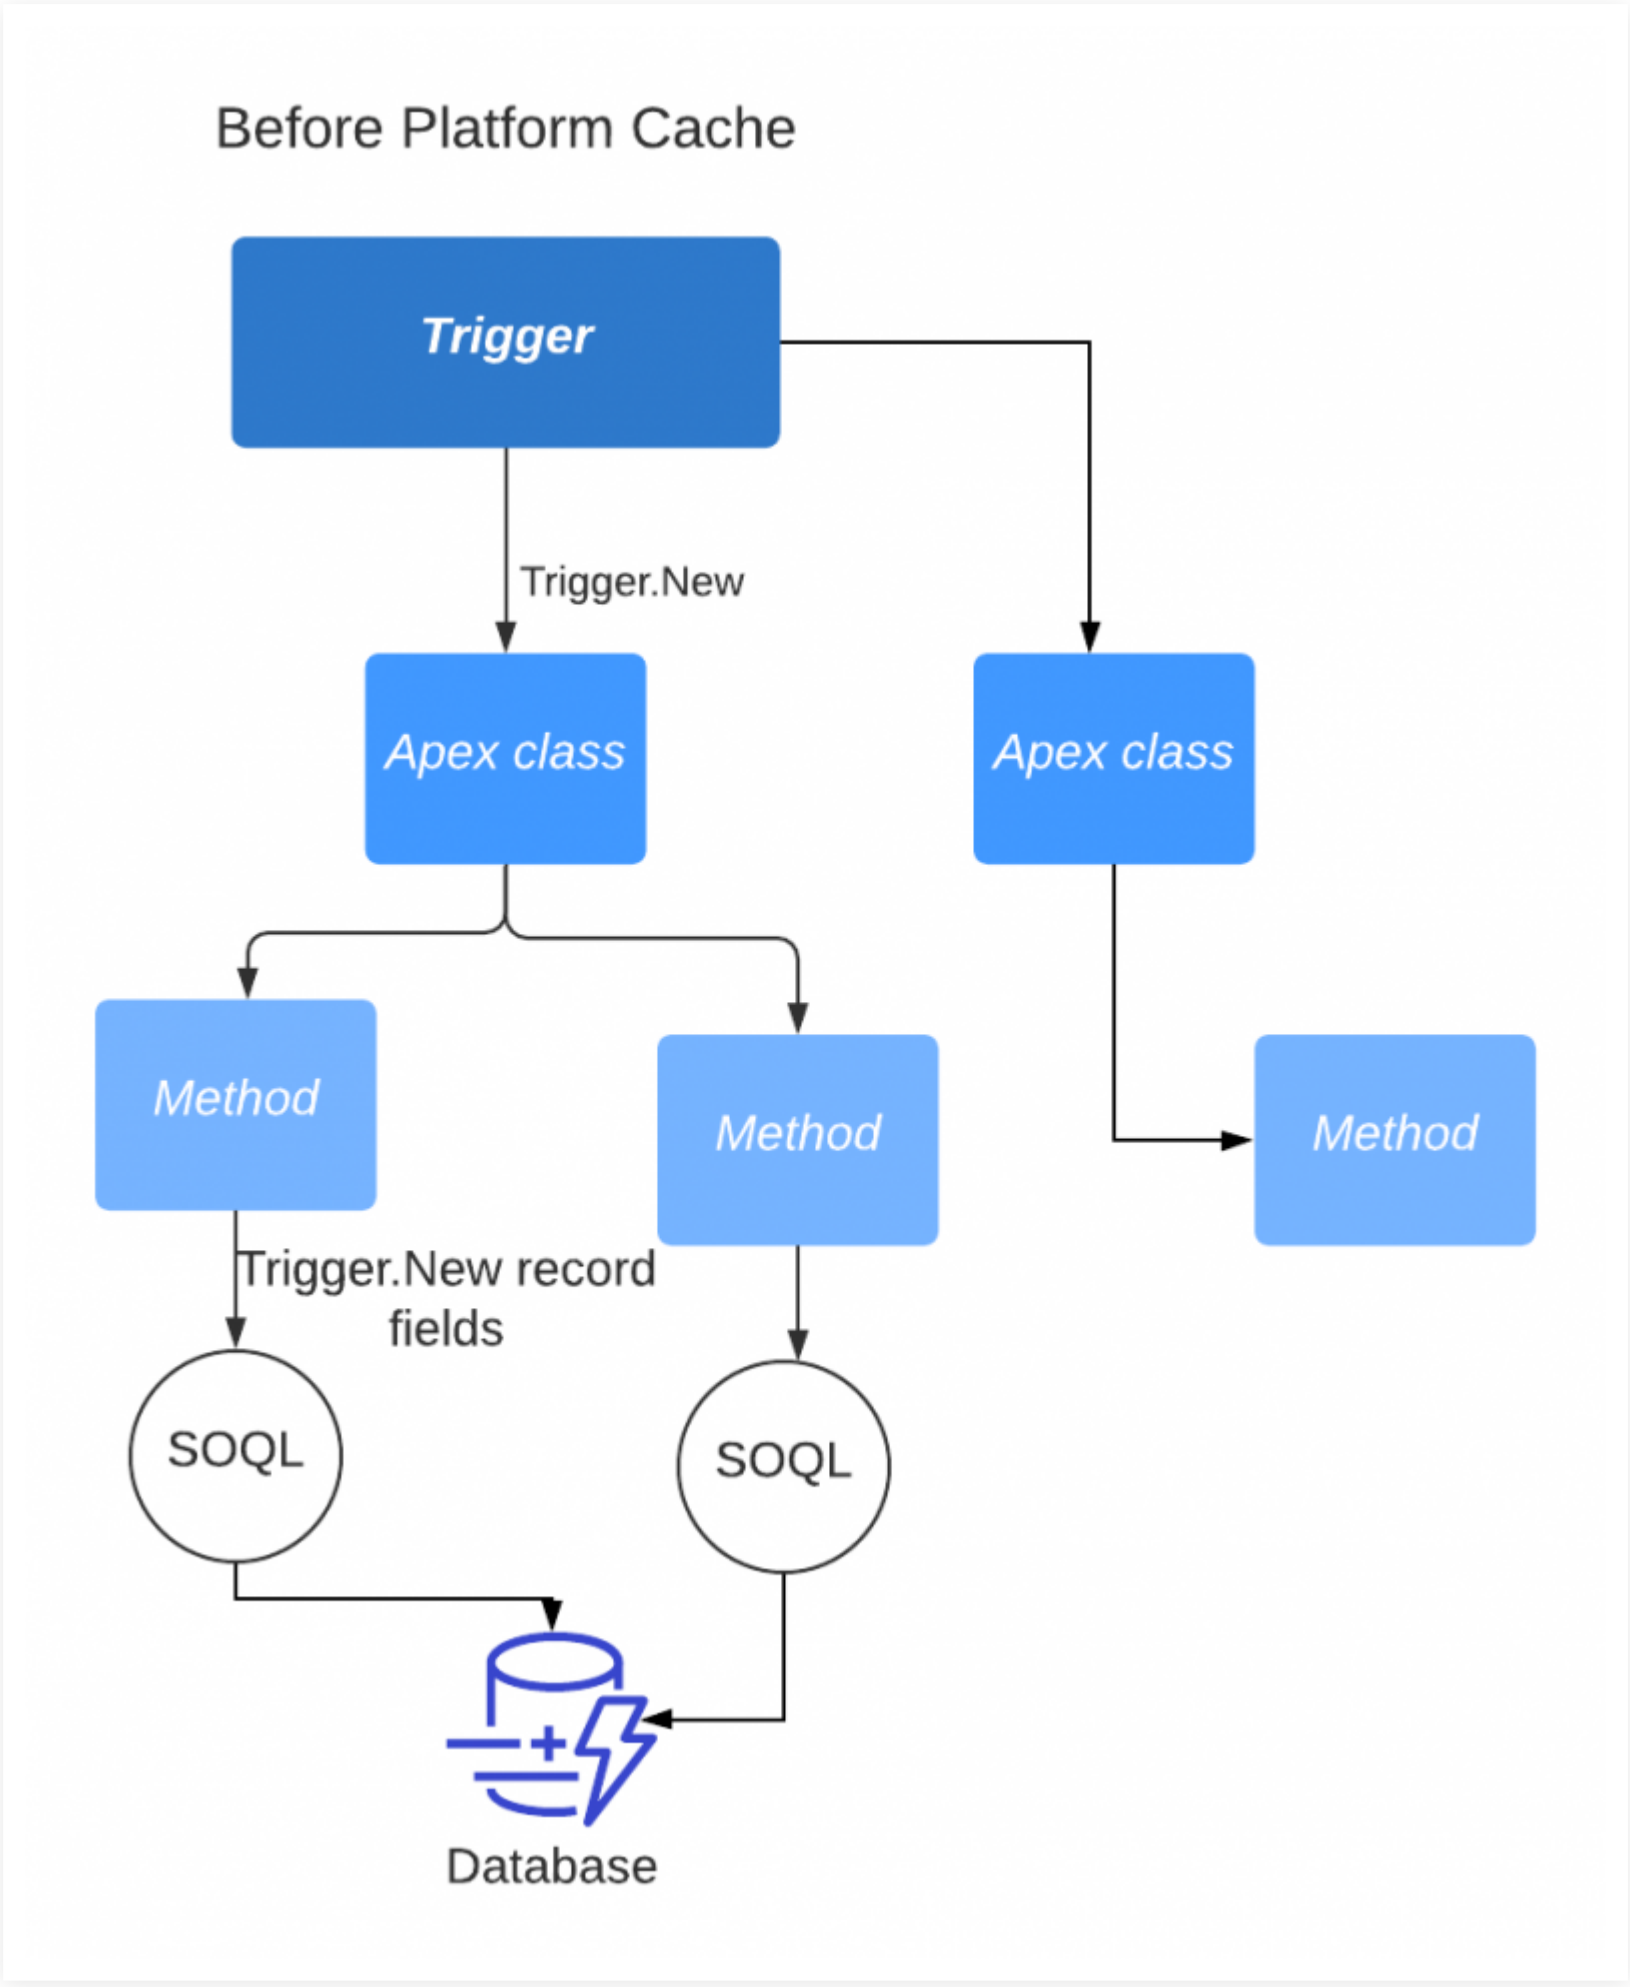 Before Platform Cache
Trigger
Trigger.New
Apex class
Apex class
Method
Method
Method
Trigger.New record
fields
SOQL
SOQL
Database